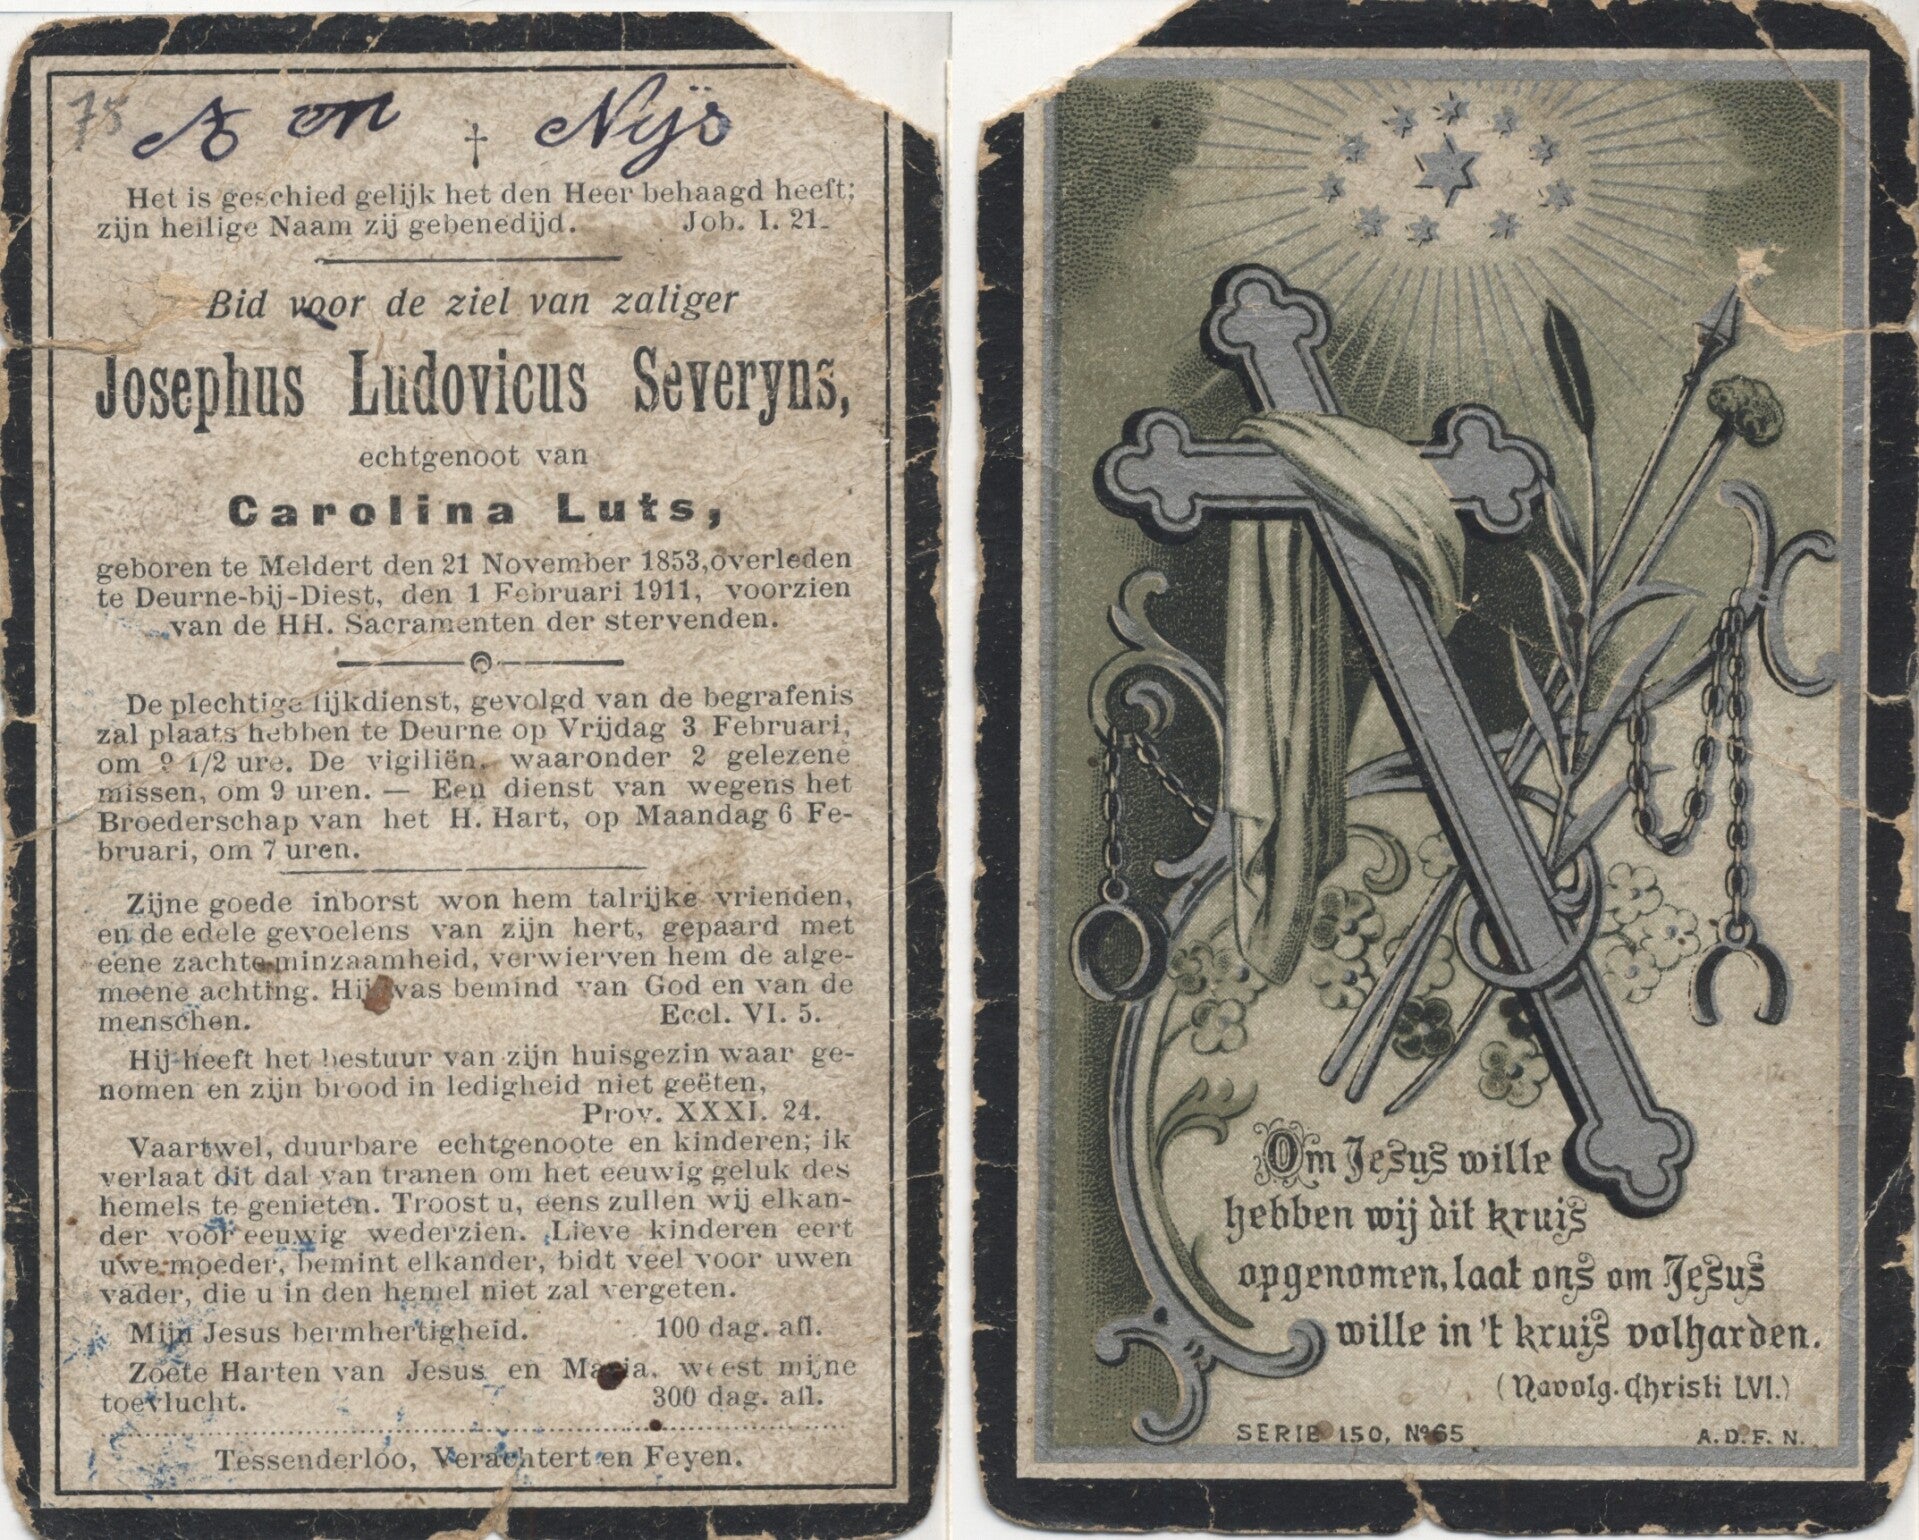 78
A m Nijs
†
Het is geschied gelijk het den Heer behaagd heeft;
zijn heilige Naam zij gebenedijd. Job. I. 21.
Bid voor de ziel van zaliger
Josephus Ludovicus Severyns,
echtgenoot van
Carolina Luts,
geboren te Meldert den 21 November 1853, overleden
te Deurne-bij-Diest, den 1 Februari 1911, voorzien
van de HH. Sacramenten der stervenden.
De plechtige lijkdienst, gevolgd van de begrafenis
zal plaats hebben te Deurne op Vrijdag 3 Februari,
om 9 1/2 ure. De vigiliën, waaronder 2 gelezene
missen, om 9 uren. — Een dienst van wegens het
Broederschap van het H. Hart, op Maandag 6 Fe-
bruari, om 7 uren.
Zijne goede inborst won hem talrijke vrienden,
en de edele gevoelens van zijn hert, gepaard met
eene zachte minzaamheid, verwierven hem de alge-
meene achting. Hij was bemind van God en van de
menschen. Eccl. VI. 5.
Hij heeft het bestuur van zijn huisgezin waar ge-
nomen en zijn brood in ledigheid niet geëten,
Prov. XXXI. 24.
Vaartwel, duurbare echtgenoote en kinderen; ik
verlaat dit dal van tranen om het eeuwig geluk des
hemels te genieten. Troost u, eens zullen wij elkan-
der voor eeuwig wederzien. Lieve kinderen eert
uwe moeder, bemint elkander, bidt veel voor uwen
vader, die u in den hemel niet zal vergeten.
Mijn Jesus bermhertigheid. 100 dag. afl.
Zoete Harten van Jesus en Maria, weest mijne
toevlucht. 300 dag. afl.
Tessenderloo, Verachtert en Feyen.
Om Jesus wille
hebben wij dit kruis
opgenomen, laat ons om Jesus
wille in 't kruis volharden.
(Navolg. Christi LVI.)
SERIE 150, Nº 65 A.D.F.N.